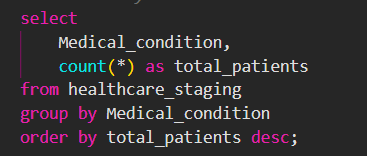 select
Medical_condition,
count(*) as total_patients
from healthcare_staging
group by Medical_condition
order by total_patients desc;